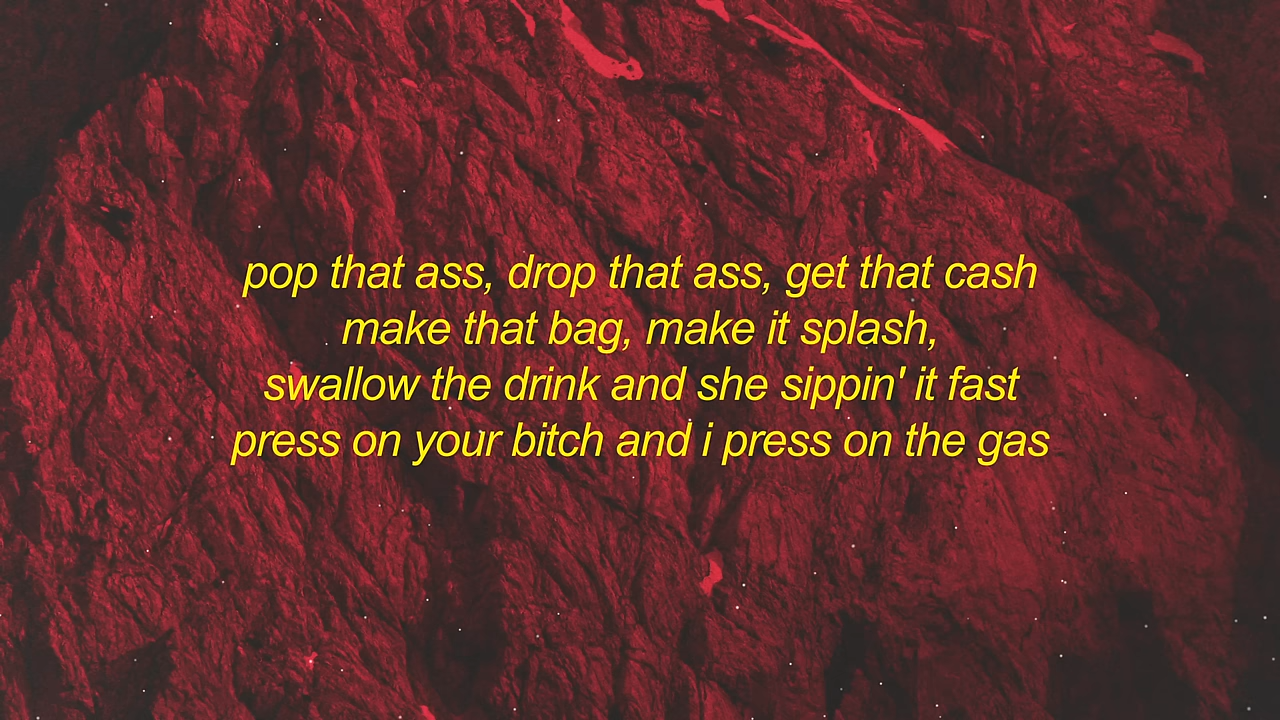 pop that ass, drop that ass, get that cash
make that bag, make it splash,
swallow the drink and she sippin' it fast
press on your bitch and i press on the gas